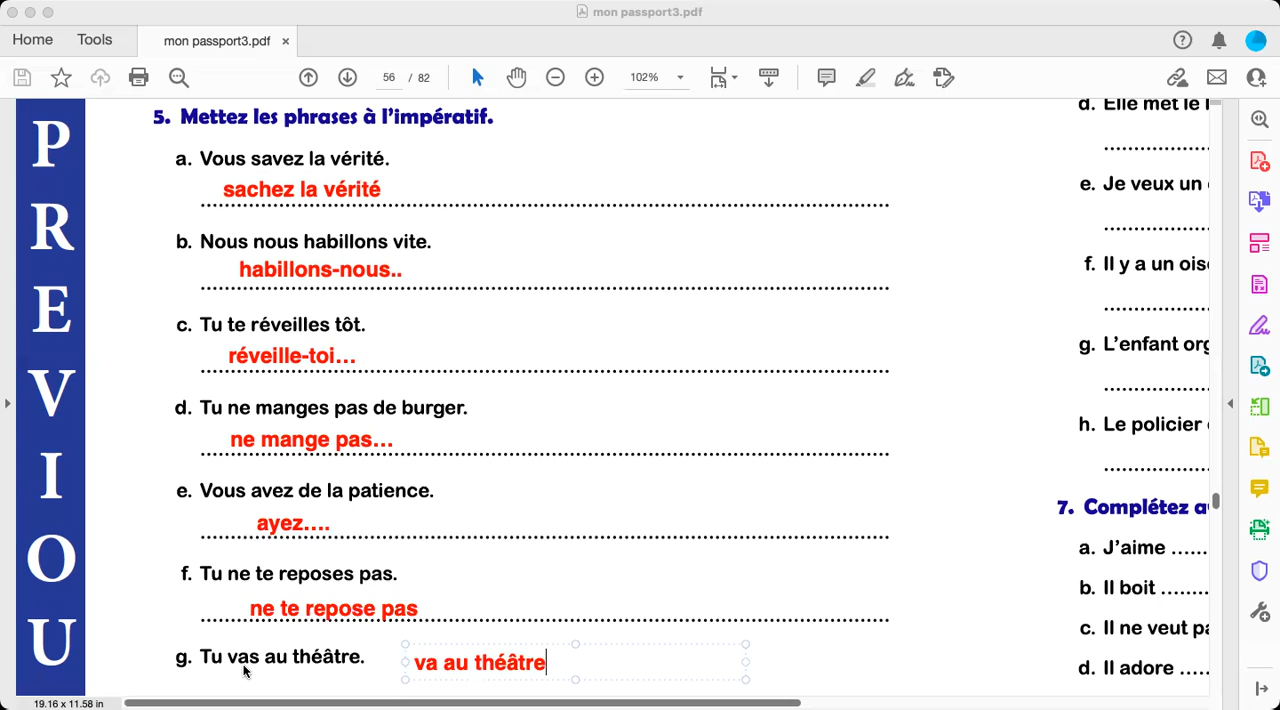 mon passport3.pdf
Home Tools mon passport3.pdf ×
56 / 82 102%
PREVIOU
5. Mettez les phrases à l’impératif.
a. Vous savez la vérité.
sachez la vérité
b. Nous nous habillons vite.
habillons-nous..
c. Tu te réveilles tôt.
réveille-toi...
d. Tu ne manges pas de burger.
ne mange pas...
e. Vous avez de la patience.
ayez....
f. Tu ne te reposes pas.
ne te repose pas
g. Tu vas au théâtre. va au théâtre
d. Elle met le
e. Je veux un
f. Il y a un
g. L’enfant
h. Le policier
7. Complétez
a. J’aime ......
b. Il boit .......
c. Il ne veut
d. Il adore .....
19.16 x 11.58 in